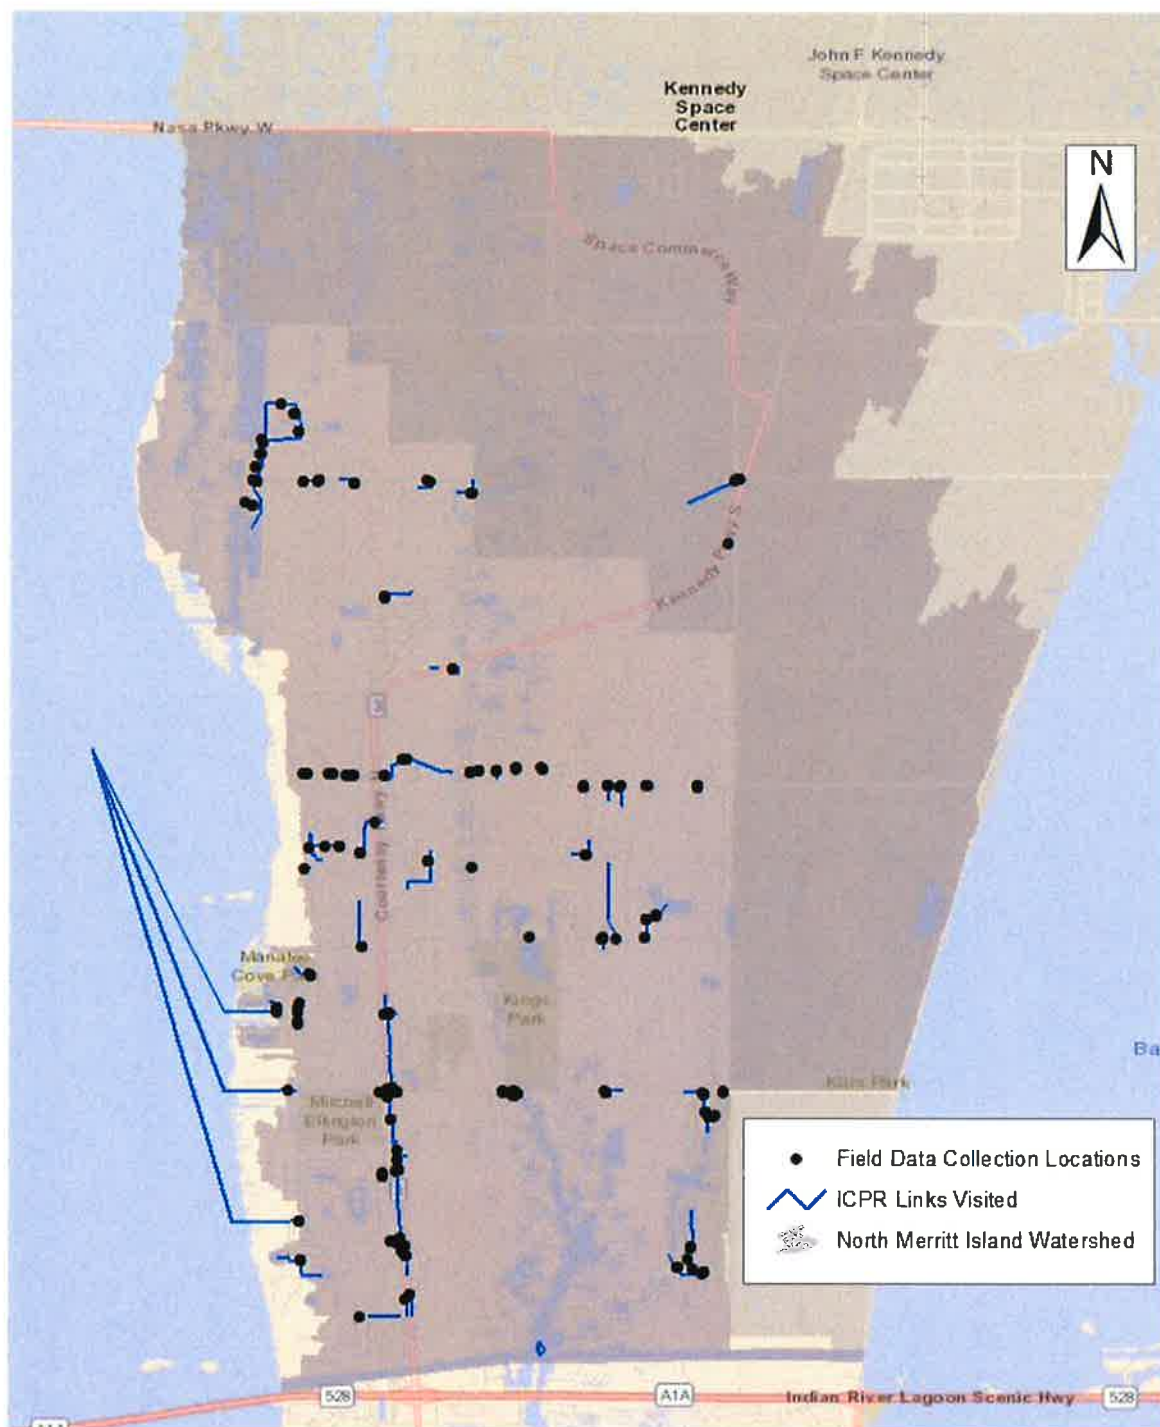 John F Kennedy
Space Center
Kennedy
Space
Center
Nasa Pkwy W
N
Space Commerce Way
Kennedy Pkwy S
3
Courtenay Pkwy N
Manatee
Cove Park
Kings
Park
Ba
Kiwi Park
Mitchell
Ellington
Park
Field Data Collection Locations
ICPR Links Visited
North Merritt Island Watershed
528
A1A
Indian River Lagoon Scenic Hwy
528